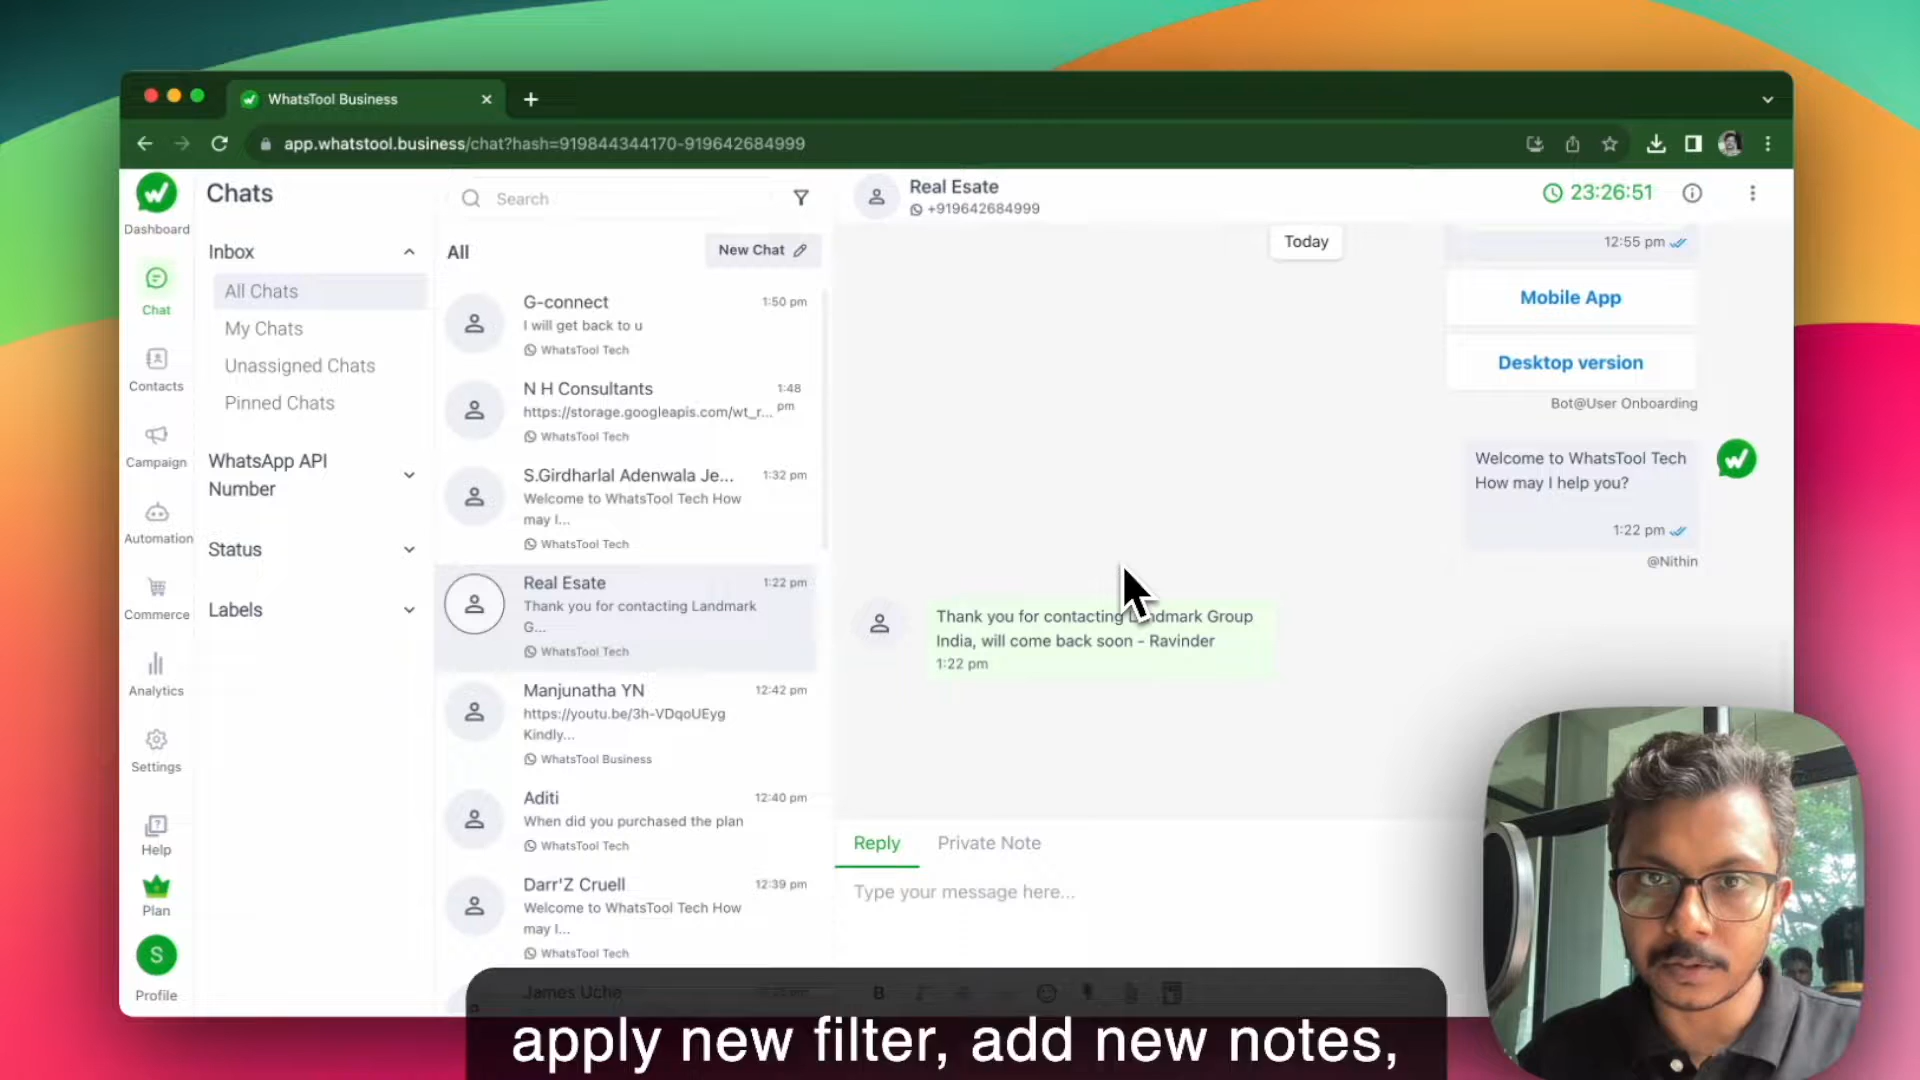 WhatsTool Business
app.whatstool.business/chat?hash=919844344170-919642684999
Dashboard
Chat
Contacts
Campaign
Automation
Commerce
Analytics
Settings
Help
Plan
S
Profile
Chats
Inbox
All Chats
My Chats
Unassigned Chats
Pinned Chats
WhatsApp API
Number
Status
Labels
Search
All
New Chat
G-connect 1:50 pm
I will get back to u
WhatsTool Tech
N H Consultants 1:48
pm
https://storage.googleapis.com/wt_r...
WhatsTool Tech
S.Girdharlal Adenwala Je... 1:32 pm
Welcome to WhatsTool Tech How
may I...
WhatsTool Tech
Real Esate 1:22 pm
Thank you for contacting Landmark
G...
WhatsTool Tech
Manjunatha YN 12:42 pm
https://youtu.be/3h-VDqoUEyg
Kindly...
WhatsTool Business
Aditi 12:40 pm
When did you purchased the plan
WhatsTool Tech
Darr'Z Cruell 12:39 pm
Welcome to WhatsTool Tech How
may I...
WhatsTool Tech
James Uche
Real Esate
+919642684999
23:26:51
Today
12:55 pm
Mobile App
Desktop version
Bot@User Onboarding
Welcome to WhatsTool Tech
How may I help you?
1:22 pm
@Nithin
Thank you for contacting Landmark Group
India, will come back soon - Ravinder
1:22 pm
Reply Private Note
Type your message here...
B
apply new filter, add new notes,